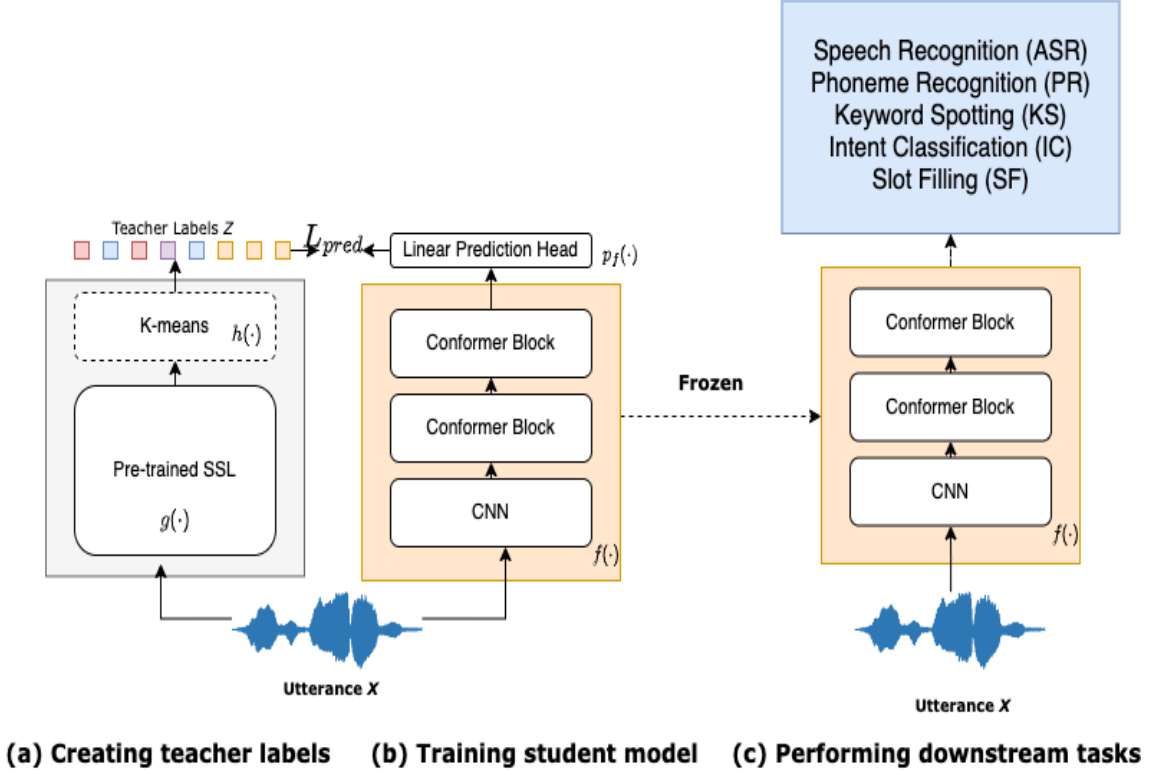 Speech Recognition (ASR)
Phoneme Recognition (PR)
Keyword Spotting (KS)
Intent Classification (IC)
Slot Filling (SF)
Teacher Labels Z
L_{pred}
Linear Prediction Head
p_f(·)
K-means
h(·)
Pre-trained SSL
g(·)
Conformer Block
Conformer Block
CNN
f(·)
Frozen
Conformer Block
Conformer Block
CNN
f(·)
Utterance X
Utterance X
(a) Creating teacher labels
(b) Training student model
(c) Performing downstream tasks